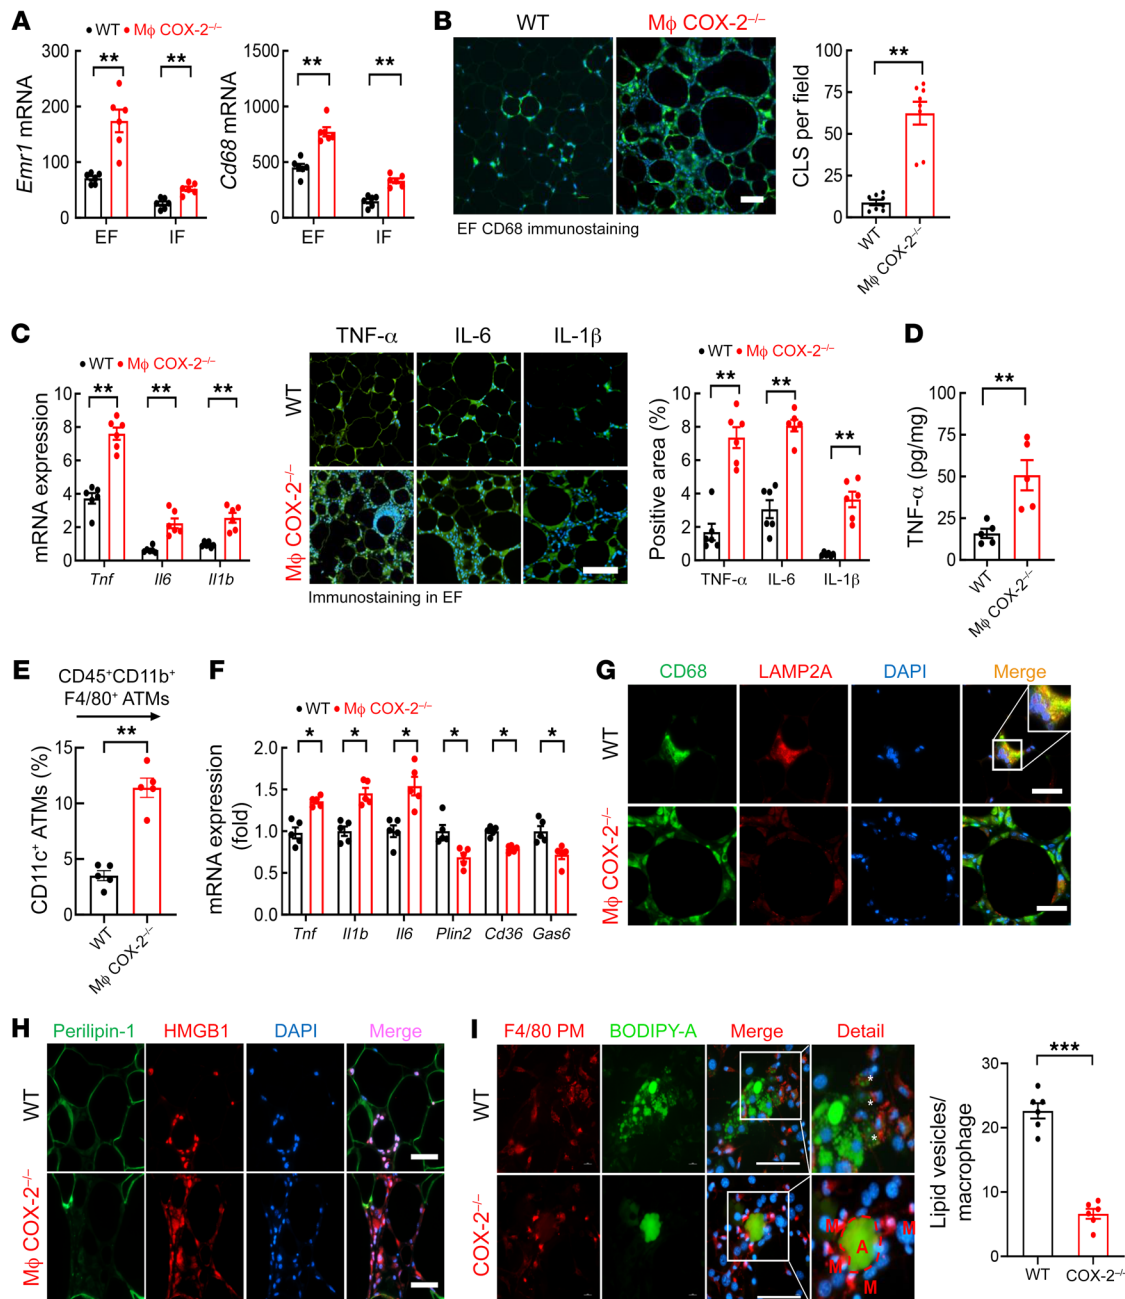 A
WT Mφ COX-2–/–
Emr1 mRNA
300
200
100
0
** **
EF IF
Cd68 mRNA
1500
1000
500
0
** **
EF IF
B
WT Mφ COX-2–/–
EF CD68 immunostaining
CLS per field
100
75
50
25
0
**
WT
Mφ COX-2–/–
C
WT Mφ COX-2–/–
mRNA expression
10
8
6
4
2
0
** ** **
Tnf Il6 Il1b
TNF-α IL-6 IL-1β
WT
Mφ COX-2–/–
Immunostaining in EF
WT Mφ COX-2–/–
Positive area (%)
10
8
6
4
2
0
** ** **
TNF-α IL-6 IL-1β
D
TNF-α (pg/mg)
100
75
50
25
0
**
WT
Mφ COX-2–/–
E
CD45+CD11b+
F4/80+ ATMs
CD11c+ ATMs (%)
15
10
5
0
**
WT
Mφ COX-2–/–
F
WT Mφ COX-2–/–
mRNA expression
(fold)
2.0
1.5
1.0
0.5
0.0
* * * * * *
Tnf Il1b Il6 Plin2 Cd36 Gas6
G
CD68 LAMP2A DAPI Merge
WT
Mφ COX-2–/–
H
Perilipin-1 HMGB1 DAPI Merge
WT
Mφ COX-2–/–
I
F4/80 PM BODIPY-A Merge Detail
WT
* * *
COX-2–/–
M M
A
M
M
Lipid vesicles/
macrophage
30
20
10
0
***
WT COX-2–/–